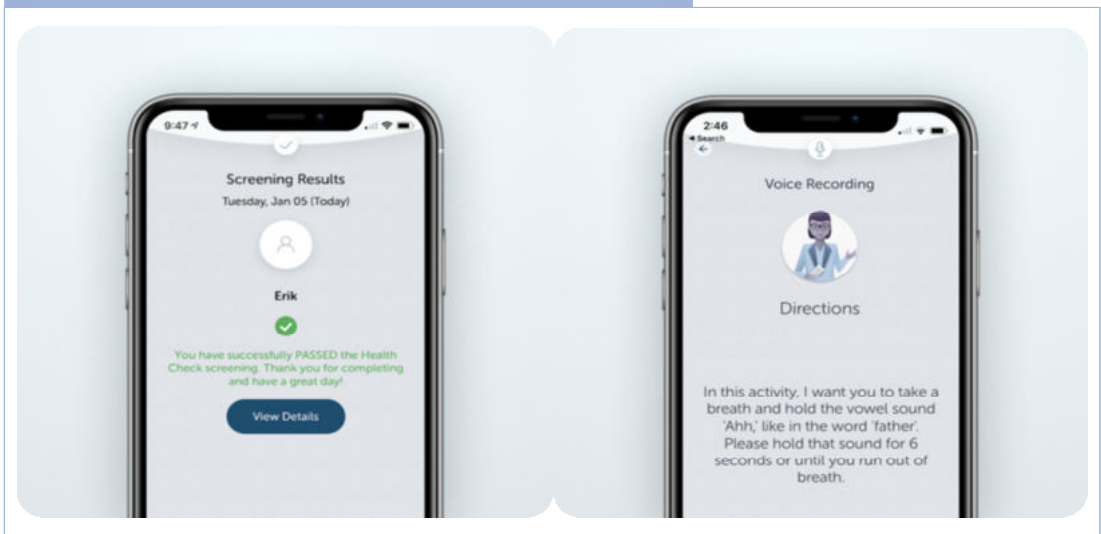 9:47
Screening Results
Tuesday, Jan 05 (Today)
Erik
You have successfully PASSED the Health
Check screening. Thank you for completing
and have a great day!
View Details
2:46
Search
Voice Recording
Directions
In this activity, I want you to take a
breath and hold the vowel sound
'Ahh,' like in the word 'father'.
Please hold that sound for 6
seconds or until you run out of
breath.